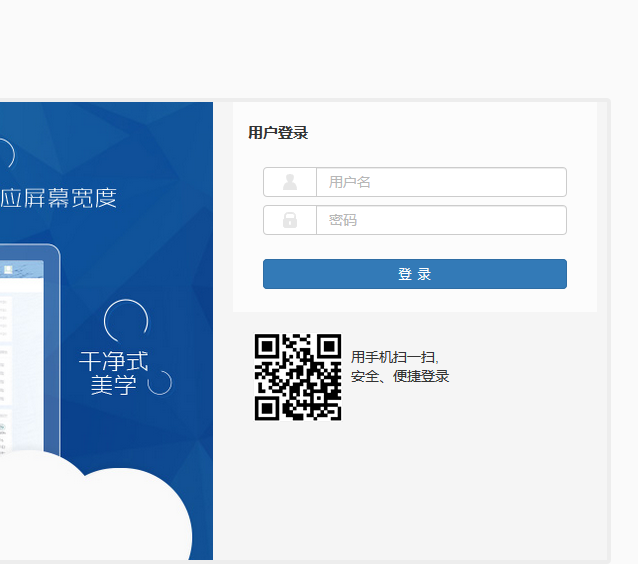 应屏幕宽度
干净式
美学
用户登录
用户名
密码
登 录
用手机扫一扫,
安全、便捷登录